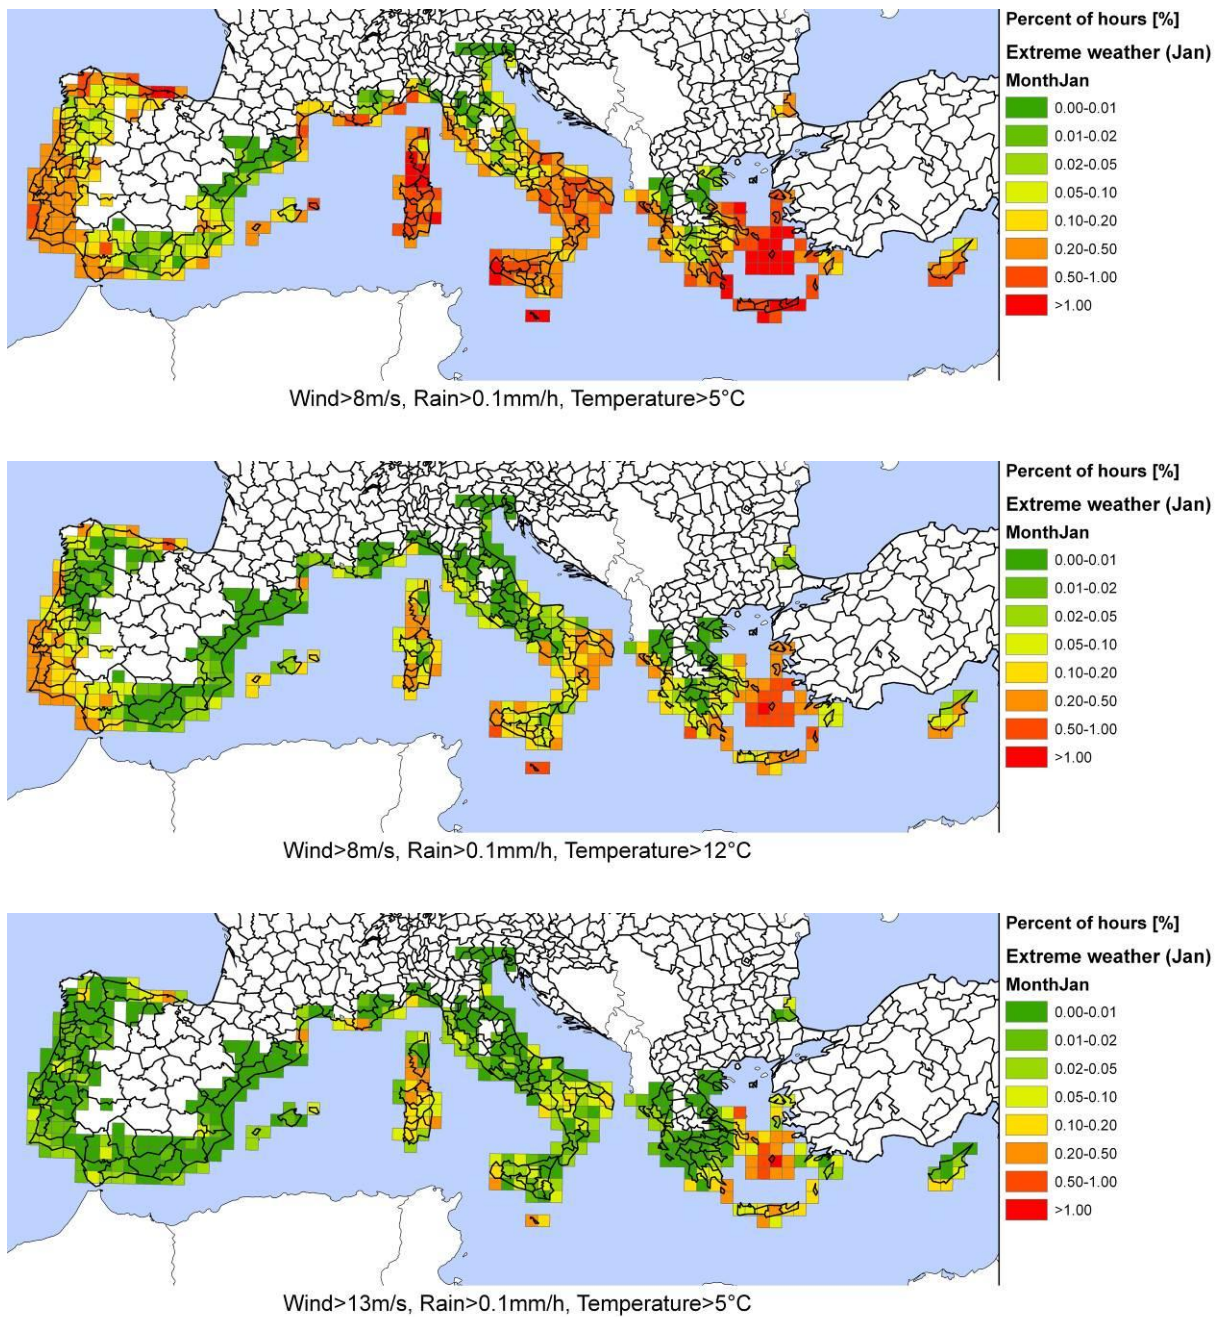 Percent of hours [%]
Extreme weather (Jan)
MonthJan
0.00-0.01
0.01-0.02
0.02-0.05
0.05-0.10
0.10-0.20
0.20-0.50
0.50-1.00
>1.00
Wind>8m/s, Rain>0.1mm/h, Temperature>5°C
Percent of hours [%]
Extreme weather (Jan)
MonthJan
0.00-0.01
0.01-0.02
0.02-0.05
0.05-0.10
0.10-0.20
0.20-0.50
0.50-1.00
>1.00
Wind>8m/s, Rain>0.1mm/h, Temperature>12°C
Percent of hours [%]
Extreme weather (Jan)
MonthJan
0.00-0.01
0.01-0.02
0.02-0.05
0.05-0.10
0.10-0.20
0.20-0.50
0.50-1.00
>1.00
Wind>13m/s, Rain>0.1mm/h, Temperature>5°C